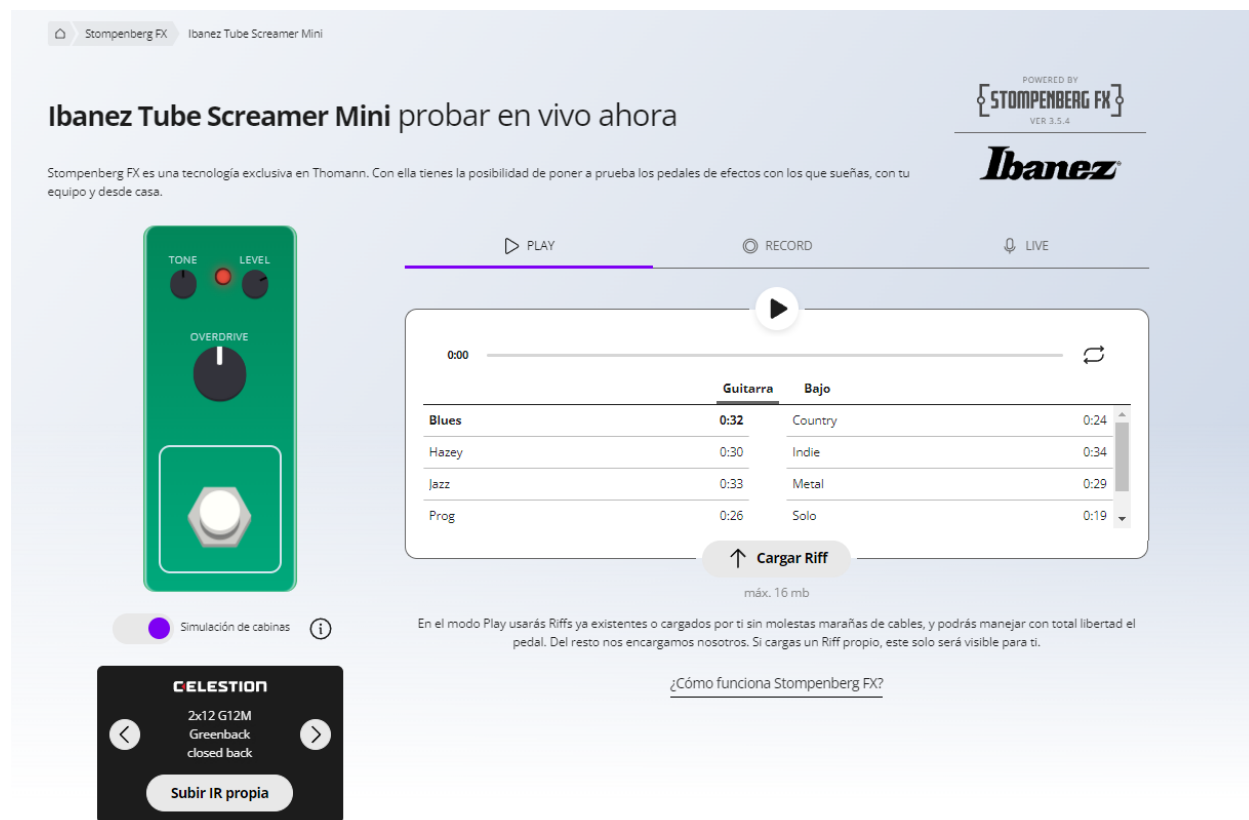 Stompenberg FX
Ibanez Tube Screamer Mini
POWERED BY
STOMPENBERG FX
VER 3.5.4
Ibanez Tube Screamer Mini probar en vivo ahora
Ibanez
Stompenberg FX es una tecnología exclusiva en Thomann. Con ella tienes la posibilidad de poner a prueba los pedales de efectos con los que sueñas, con tu
equipo y desde casa.
TONE
LEVEL
OVERDRIVE
PLAY
RECORD
LIVE
0:00
Guitarra
Bajo
Blues 0:32
Country 0:24
Hazey 0:30
Indie 0:34
Jazz 0:33
Metal 0:29
Prog 0:26
Solo 0:19
Cargar Riff
máx. 16 mb
En el modo Play usarás Riffs ya existentes o cargados por ti sin molestas marañas de cables, y podrás manejar con total libertad el
pedal. Del resto nos encargamos nosotros. Si cargas un Riff propio, este solo será visible para ti.
¿Cómo funciona Stompenberg FX?
Simulación de cabinas
CELESTION
2x12 G12M
Greenback
closed back
Subir IR propia